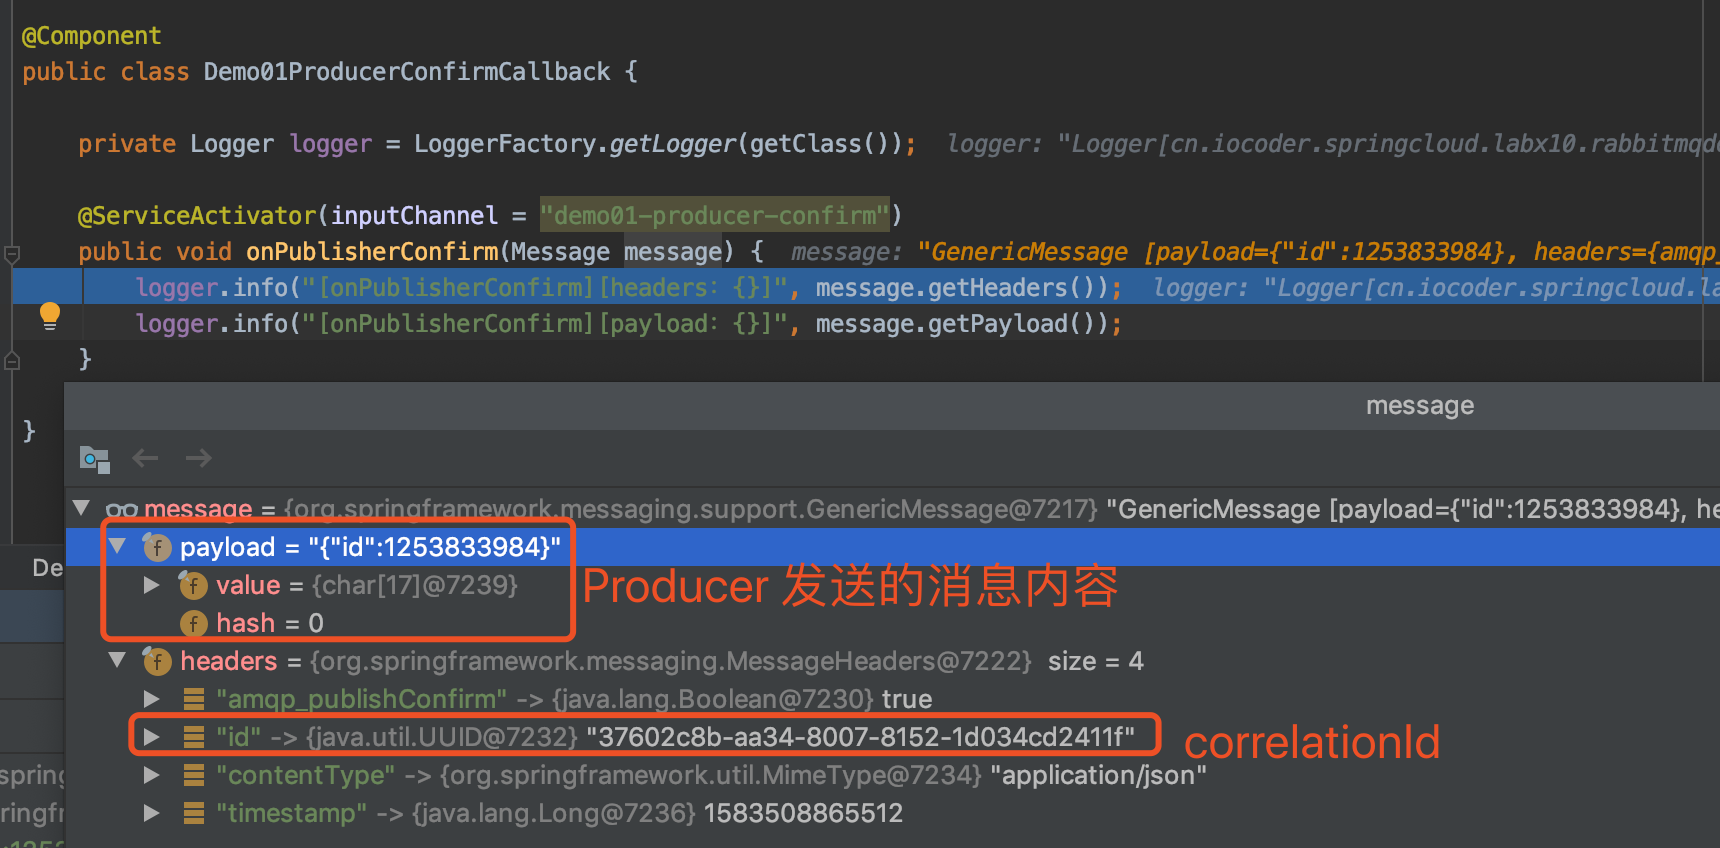 @Component
public class Demo01ProducerConfirmCallback {
private Logger logger = LoggerFactory.getLogger(getClass()); logger: "Logger[cn.iocoder.springcloud.labx10.rabbitmqd
@ServiceActivator(inputChannel = "demo01-producer-confirm")
public void onPublisherConfirm(Message message) { message: "GenericMessage [payload={"id":1253833984}, headers={amqp_
logger.info("[onPublisherConfirm][headers: {}]", message.getHeaders()); logger: "Logger[cn.iocoder.springcloud.la
logger.info("[onPublisherConfirm][payload: {}]", message.getPayload());
}
}
message
message = {org.springframework.messaging.support.GenericMessage@7217} "GenericMessage [payload={"id":1253833984}, he
payload = "{"id":1253833984}"
De
value = {char[17]@7239}
Producer 发送的消息内容
hash = 0
headers = {org.springframework.messaging.MessageHeaders@7222} size = 4
"amqp_publishConfirm" -> {java.lang.Boolean@7230} true
"id" -> {java.util.UUID@7232} "37602c8b-aa34-8007-8152-1d034cd2411f"
correlationId
"contentType" -> {org.springframework.util.MimeType@7234} "application/json"
"timestamp" -> {java.lang.Long@7236} 1583508865512